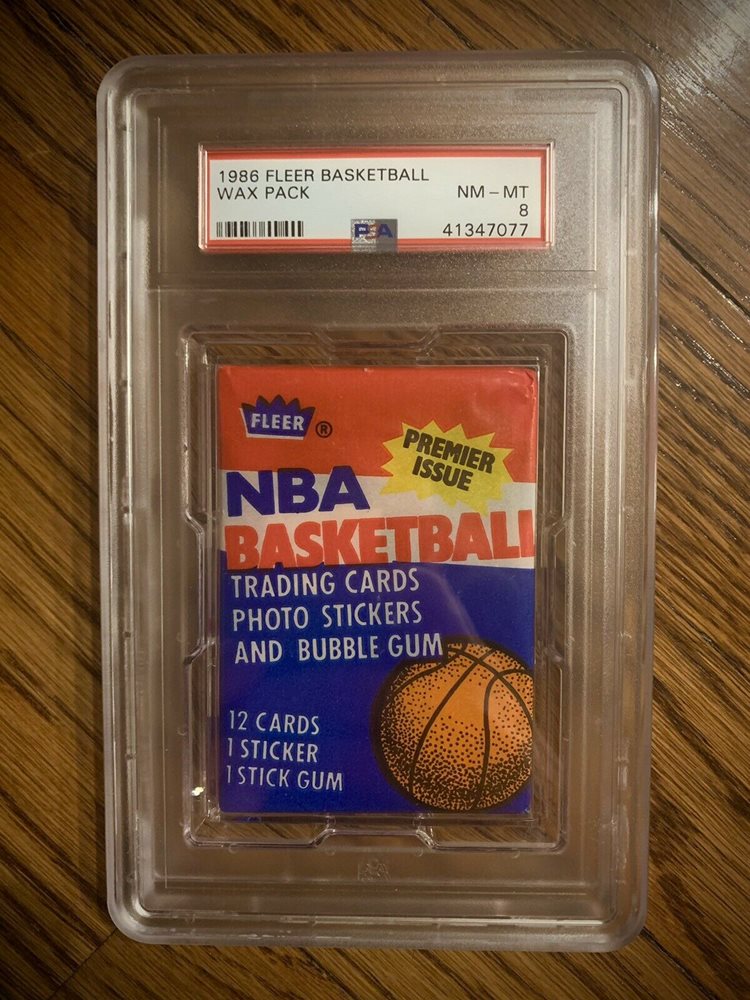 1986 FLEER BASKETBALL
WAX PACK NM - MT
8
PSA 41347077
FLEER ®
PREMIER
ISSUE
NBA
BASKETBALL
TRADING CARDS
PHOTO STICKERS
AND BUBBLE GUM
12 CARDS
1 STICKER
1 STICK GUM